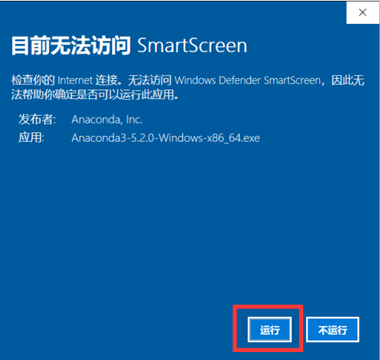 目前无法访问 SmartScreen
检查你的 Internet 连接。无法访问 Windows Defender SmartScreen，因此无
法帮助你确定是否可以运行此应用。
发布者: Anaconda, Inc.
应用: Anaconda3-5.2.0-Windows-x86_64.exe
运行 不运行